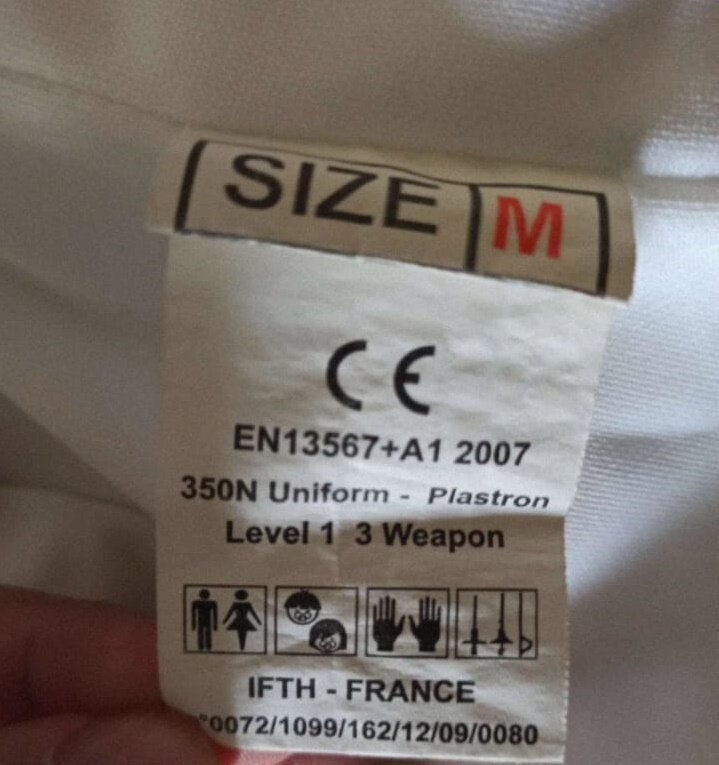 SIZE M
CE
EN13567+A1 2007
350N Uniform - Plastron
Level 1 3 Weapon
IFTH - FRANCE
°0072/1099/162/12/09/0080